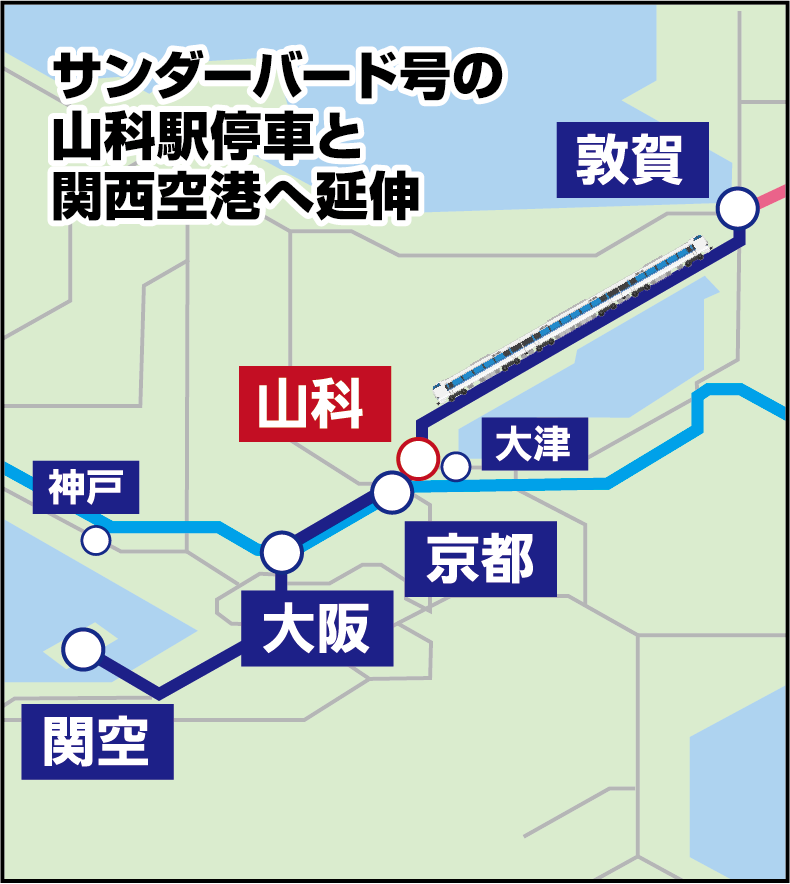 サンダーバード号の
山科駅停車と
関西空港へ延伸
敦賀
山科
大津
神戸
京都
大阪
関空